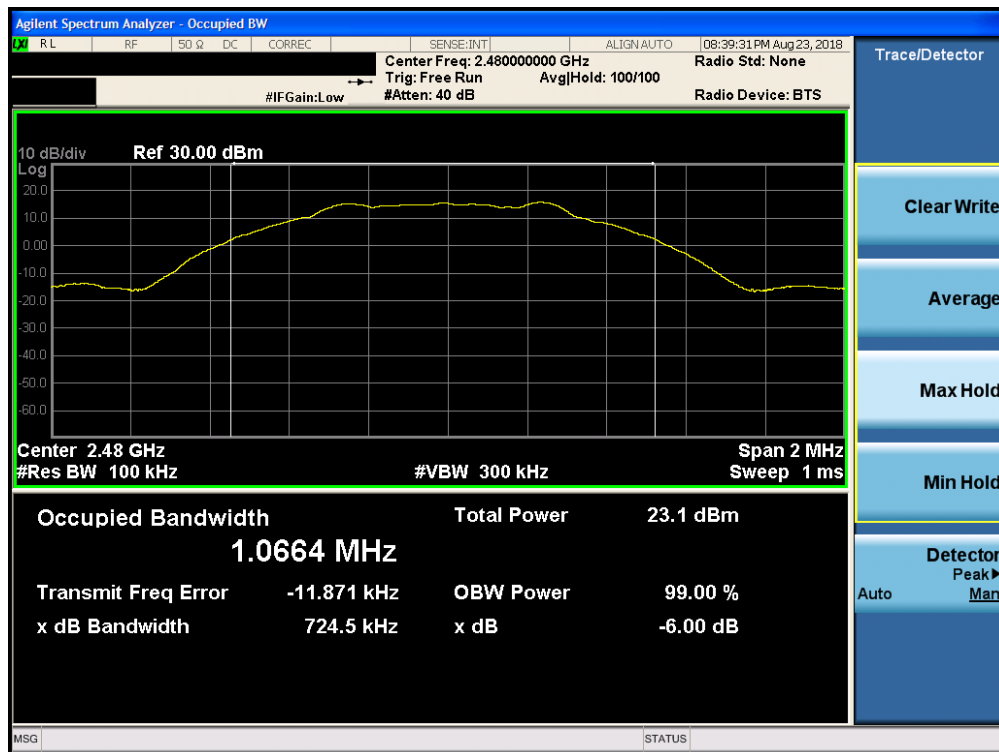 Agilent Spectrum Analyzer - Occupied BW
LXI RL RF 50 Ω DC CORREC SENSE:INT ALIGN AUTO 08:39:31 PM Aug 23, 2018
Center Freq: 2.480000000 GHz Radio Std: None
Trig: Free Run Avg|Hold: 100/100
#IFGain:Low #Atten: 40 dB Radio Device: BTS
Trace/Detector
10 dB/div Ref 30.00 dBm
Log
20.0
10.0
0.00
-10.0
-20.0
-30.0
-40.0
-50.0
-60.0
Center 2.48 GHz Span 2 MHz
#Res BW 100 kHz #VBW 300 kHz Sweep 1 ms
Occupied Bandwidth Total Power 23.1 dBm
1.0664 MHz
Transmit Freq Error -11.871 kHz OBW Power 99.00 %
x dB Bandwidth 724.5 kHz x dB -6.00 dB
Clear Write
Average
Max Hold
Min Hold
Detector
Peak▶
Auto Man
MSG STATUS